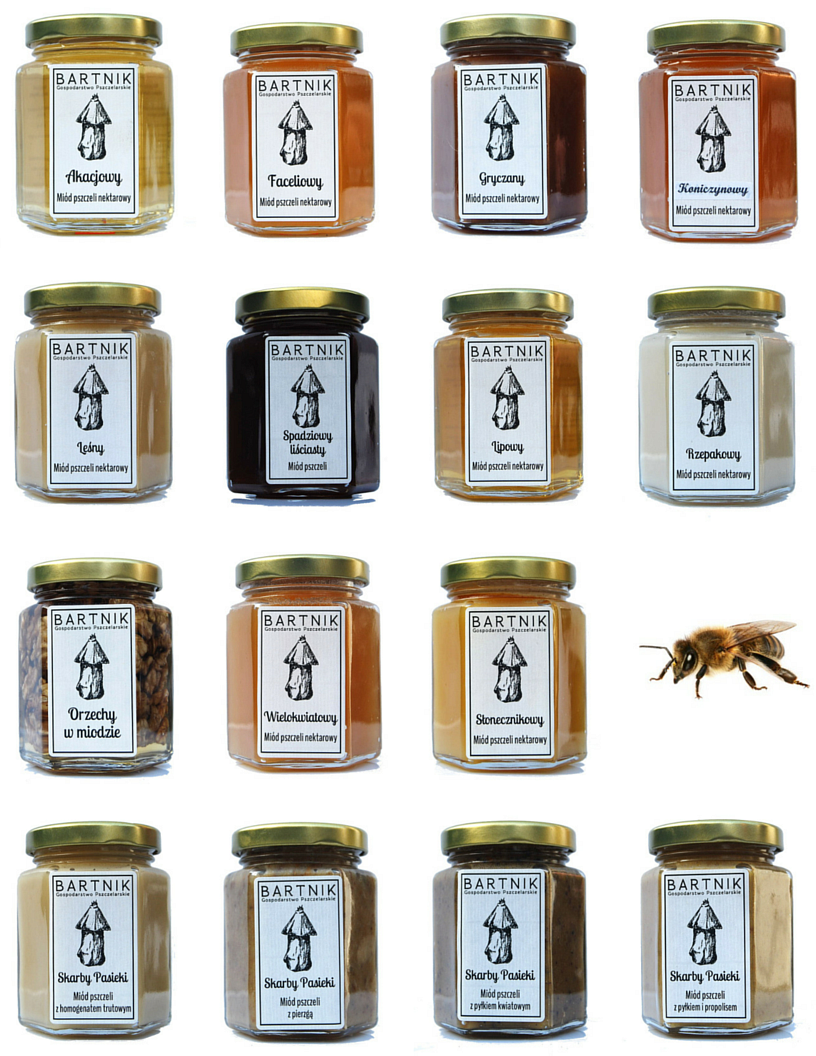 BARTNIK
Gospodarstwo Pszczelarskie
Akacjowy
Miód pszczeli nektarowy
BARTNIK
Gospodarstwo Pszczelarskie
Faceliowy
Miód pszczeli nektarowy
BARTNIK
Gospodarstwo Pszczelarskie
Gryczany
Miód pszczeli nektarowy
BARTNIK
Gospodarstwo Pszczelarskie
Koniczynowy
Miód pszczeli nektarowy
BARTNIK
Gospodarstwo Pszczelarskie
Leśny
Miód pszczeli nektarowy
BARTNIK
Gospodarstwo Pszczelarskie
Spadziowy
liściasty
Miód pszczeli
BARTNIK
Gospodarstwo Pszczelarskie
Lipowy
Miód pszczeli nektarowy
BARTNIK
Gospodarstwo Pszczelarskie
Rzepakowy
Miód pszczeli nektarowy
BARTNIK
Gospodarstwo Pszczelarskie
Orzechy
w miodzie
BARTNIK
Gospodarstwo Pszczelarskie
Wielokwiatowy
Miód pszczeli nektarowy
BARTNIK
Gospodarstwo Pszczelarskie
Słonecznikowy
Miód pszczeli nektarowy
BARTNIK
Gospodarstwo Pszczelarskie
Skarby Pasieki
Miód pszczeli
z homogenatem trutowym
BARTNIK
Gospodarstwo Pszczelarskie
Skarby Pasieki
Miód pszczeli
z pierzgą
BARTNIK
Gospodarstwo Pszczelarskie
Skarby Pasieki
Miód pszczeli
z pyłkiem kwiatowym
BARTNIK
Gospodarstwo Pszczelarskie
Skarby Pasieki
Miód pszczeli
z pyłkiem i propolisem